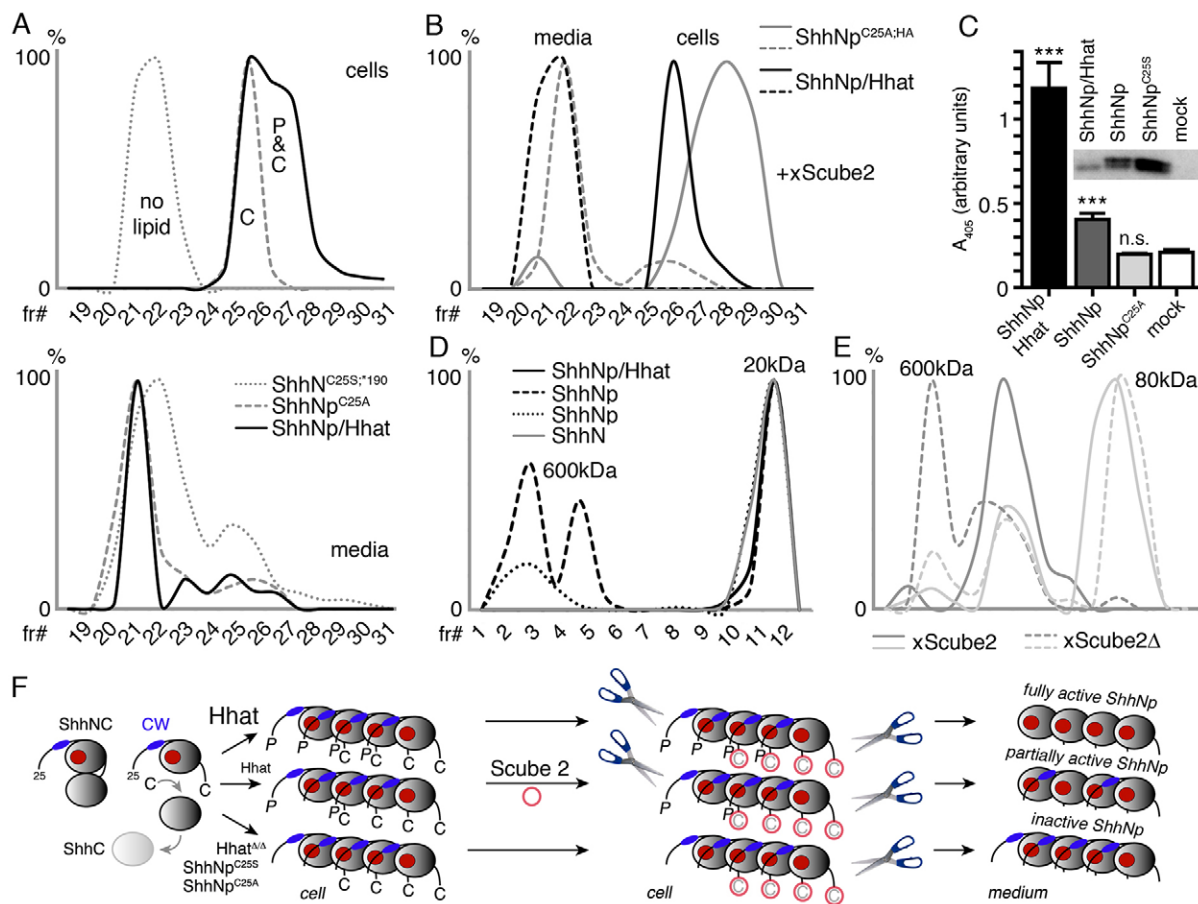 A
%
100
cells
P
&
C
no
lipid
C
0
fr#
19 20 21 22 23 24 25 26 27 28 29 30 31
%
100
ShhN^C25S;*190
ShhNp^C25A
ShhNp/Hhat
media
0
fr#
19 20 21 22 23 24 25 26 27 28 29 30 31
B
%
100
media
cells
ShhNp^C25A;HA
ShhNp/Hhat
+xScube2
0
fr#
19 20 21 22 23 24 25 26 27 28 29 30 31
C
A405 (arbitrary units)
1
0.5
0
***
***
n.s.
ShhNp/Hhat
ShhNp
ShhNp^C25S
mock
ShhNp
Hhat
ShhNp
ShhNp^C25A
mock
D
%
100
ShhNp/Hhat
ShhNp
ShhNp
ShhN
600kDa
20kDa
0
fr#
1 2 3 4 5 6 7 8 9 10 11 12
E
%
100
600kDa
80kDa
0
xScube2
xScube2Δ
F
ShhNC
CW
25
25
C
C
ShhC
Hhat
Hhat
Hhat^Δ/Δ
ShhNp^C25S
ShhNp^C25A
P P P C P C C C
P P C C C C
C C C C
cell
Scube 2
P P P C P C C C
P P C C C C
C C C C
cell
fully active ShhNp
partially active ShhNp
inactive ShhNp
medium